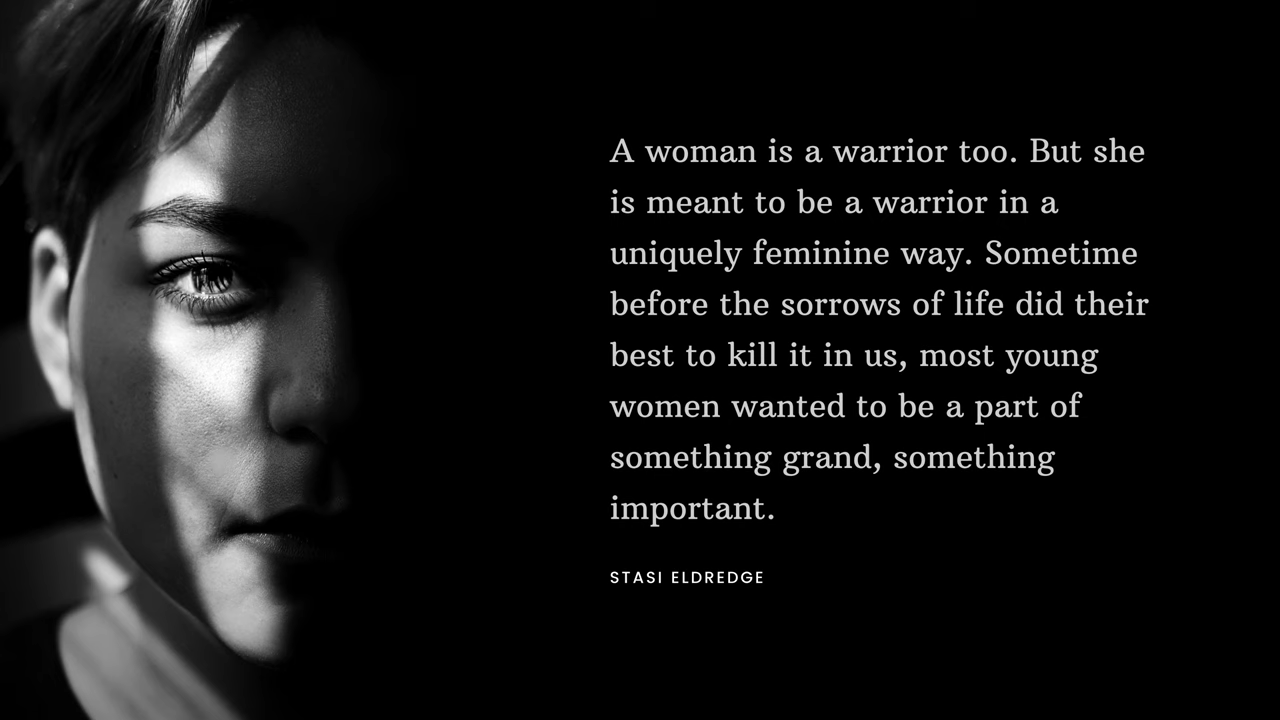 A woman is a warrior too. But she
is meant to be a warrior in a
uniquely feminine way. Sometime
before the sorrows of life did their
best to kill it in us, most young
women wanted to be a part of
something grand, something
important.
STASI ELDREDGE